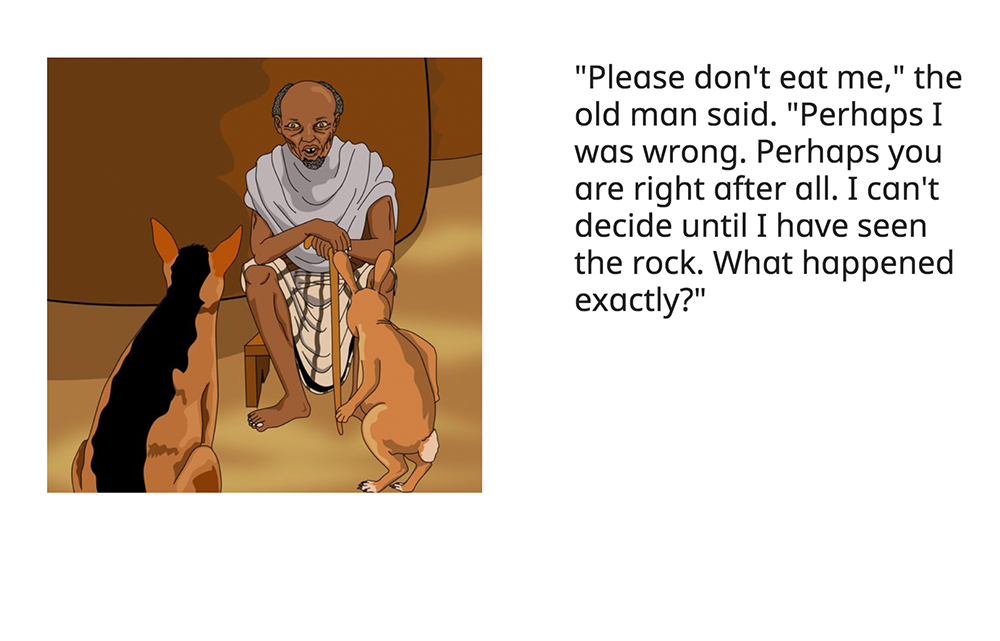 "Please don't eat me," the
old man said. "Perhaps I
was wrong. Perhaps you
are right after all. I can't
decide until I have seen
the rock. What happened
exactly?"